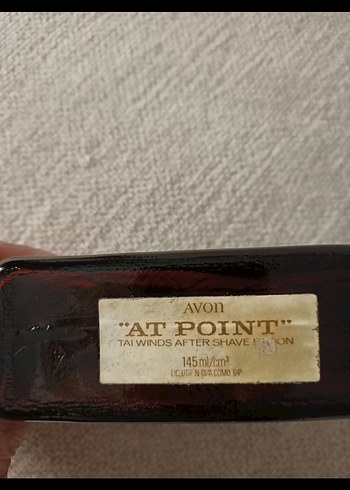 AVON
"AT POINT"
TAI WINDS AFTER SHAVE
145 ml/cm³